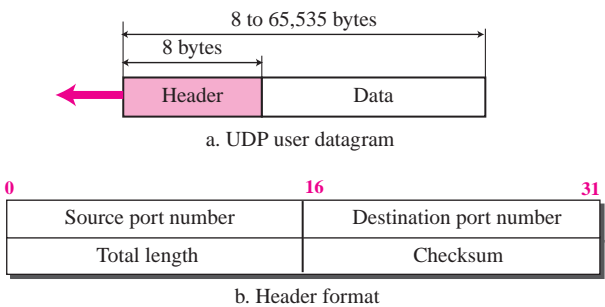 8 to 65,535 bytes
8 bytes
Header Data
a. UDP user datagram
0 16 31
Source port number Destination port number
Total length Checksum
b. Header format